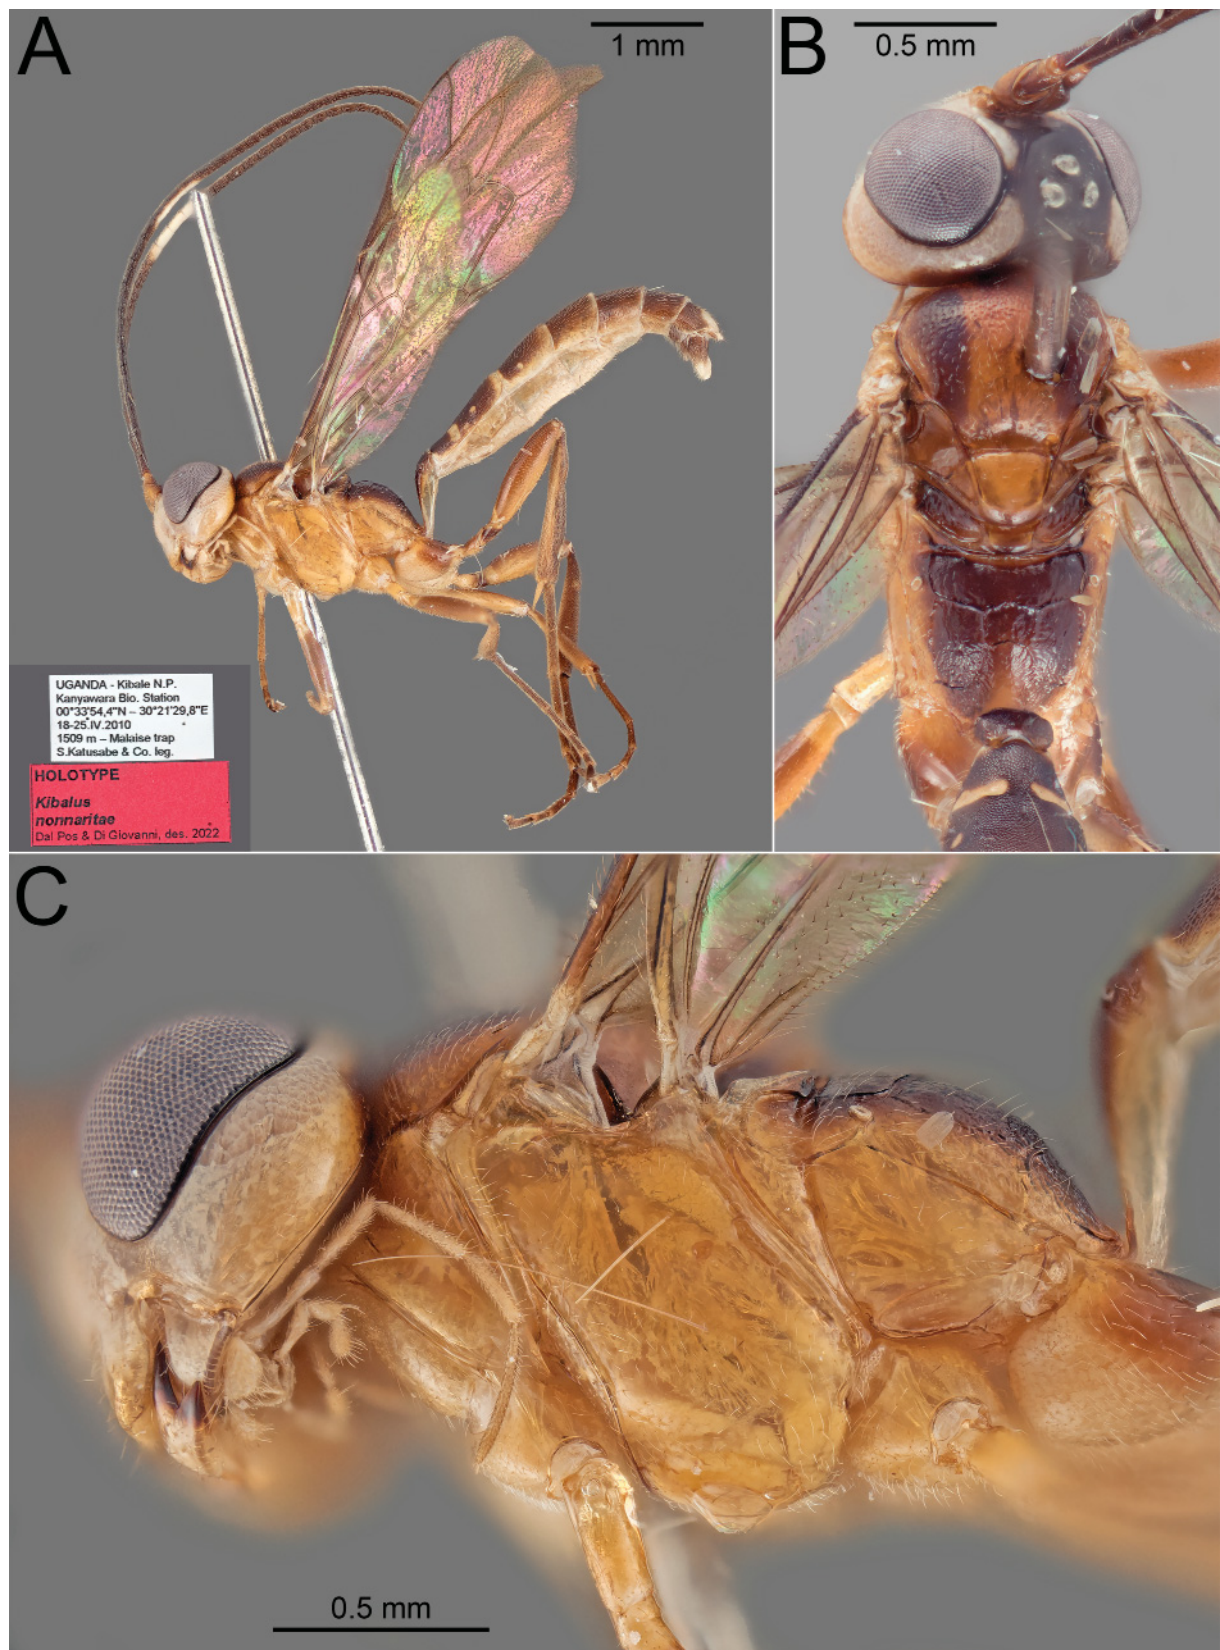 A
1 mm
B
0.5 mm
UGANDA - Kibale N.P.
Kanyawara Bio. Station
00°33'54,4"N – 30°21'29,8"E
18-25.IV.2010
1509 m – Malaise trap
S.Katusabe & Co. leg.
HOLOTYPE
Kibalus
nonnaritae
Dal Pos & Di Giovanni, des. 2022
C
0.5 mm